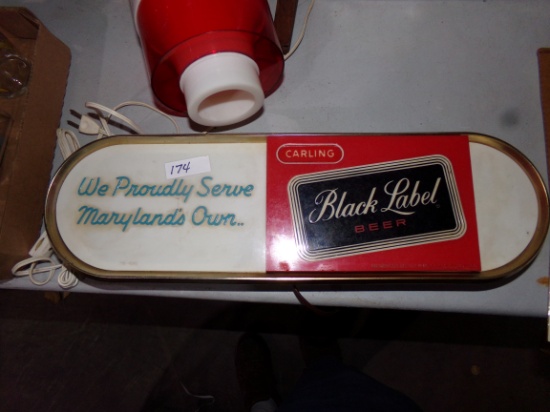 174
We Proudly Serve
Maryland's Own..
CARLING
Black Label
BEER